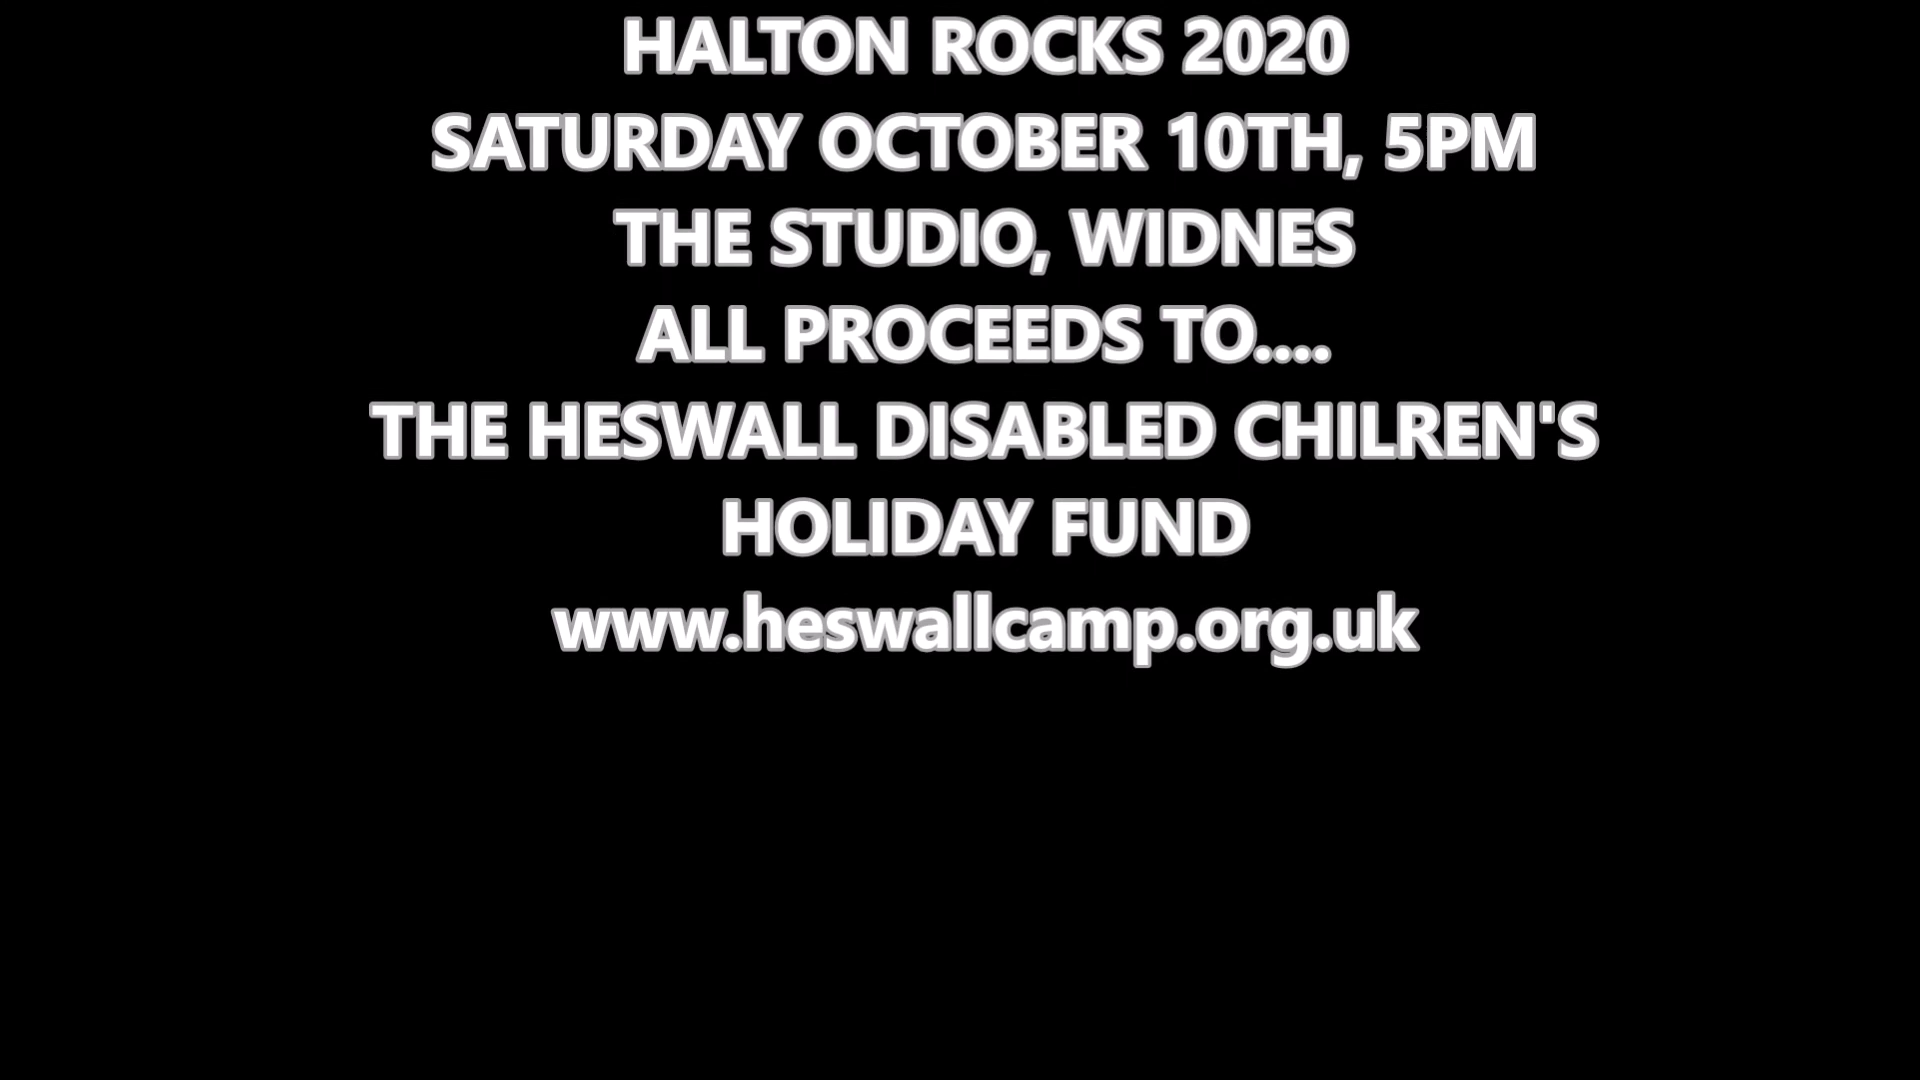 HALTON ROCKS 2020
SATURDAY OCTOBER 10TH, 5PM
THE STUDIO, WIDNES
ALL PROCEEDS TO....
THE HESWALL DISABLED CHILREN'S
HOLIDAY FUND
www.heswallcamp.org.uk